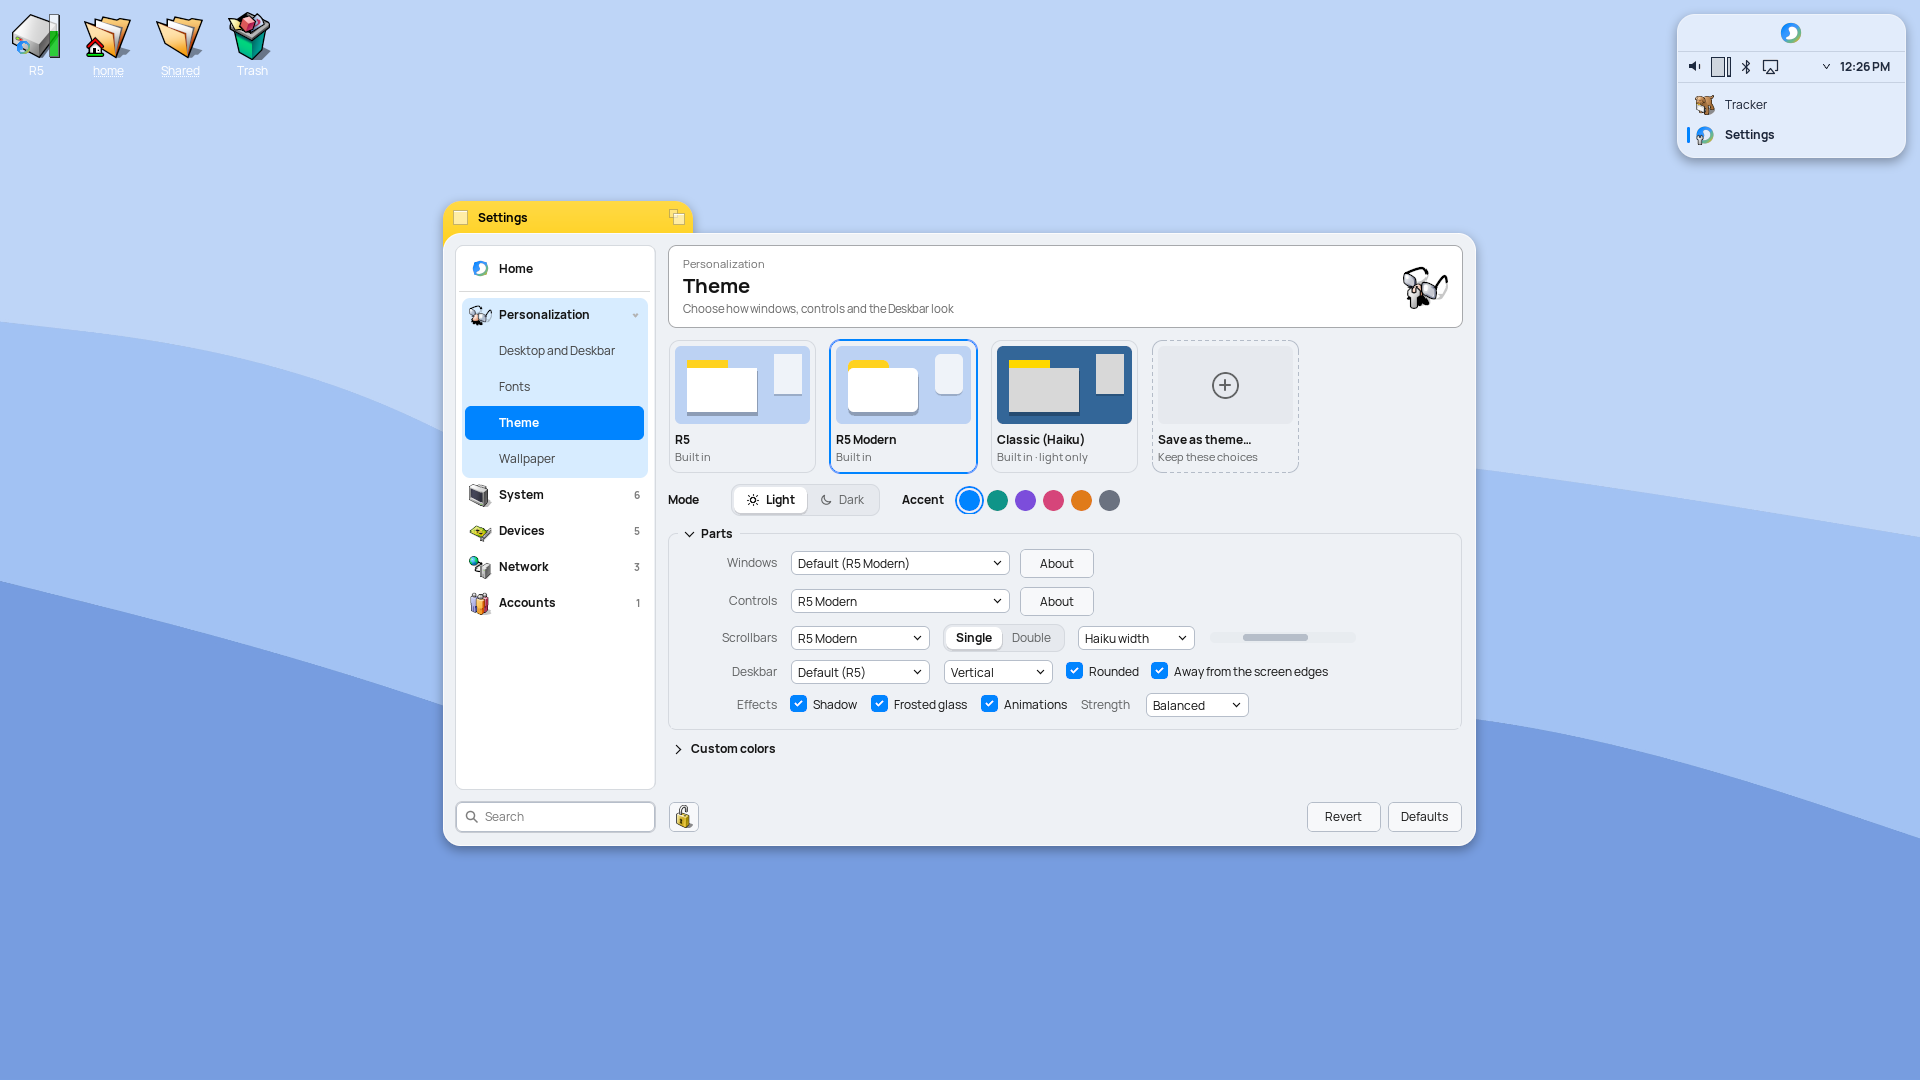 R5
home
Shared
Trash
12:26 PM
Tracker
Settings
Settings
Home
Personalization
Desktop and Deskbar
Fonts
Theme
Wallpaper
System 6
Devices 5
Network 3
Accounts 1
Search
Personalization
Theme
Choose how windows, controls and the Deskbar look
R5
Built in
R5 Modern
Built in
Classic (Haiku)
Built in · light only
Save as theme…
Keep these choices
Mode Light Dark Accent
Parts
Windows Default (R5 Modern) About
Controls R5 Modern About
Scrollbars R5 Modern Single Double Haiku width
Deskbar Default (R5) Vertical Rounded Away from the screen edges
Effects Shadow Frosted glass Animations Strength Balanced
Custom colors
Revert Defaults